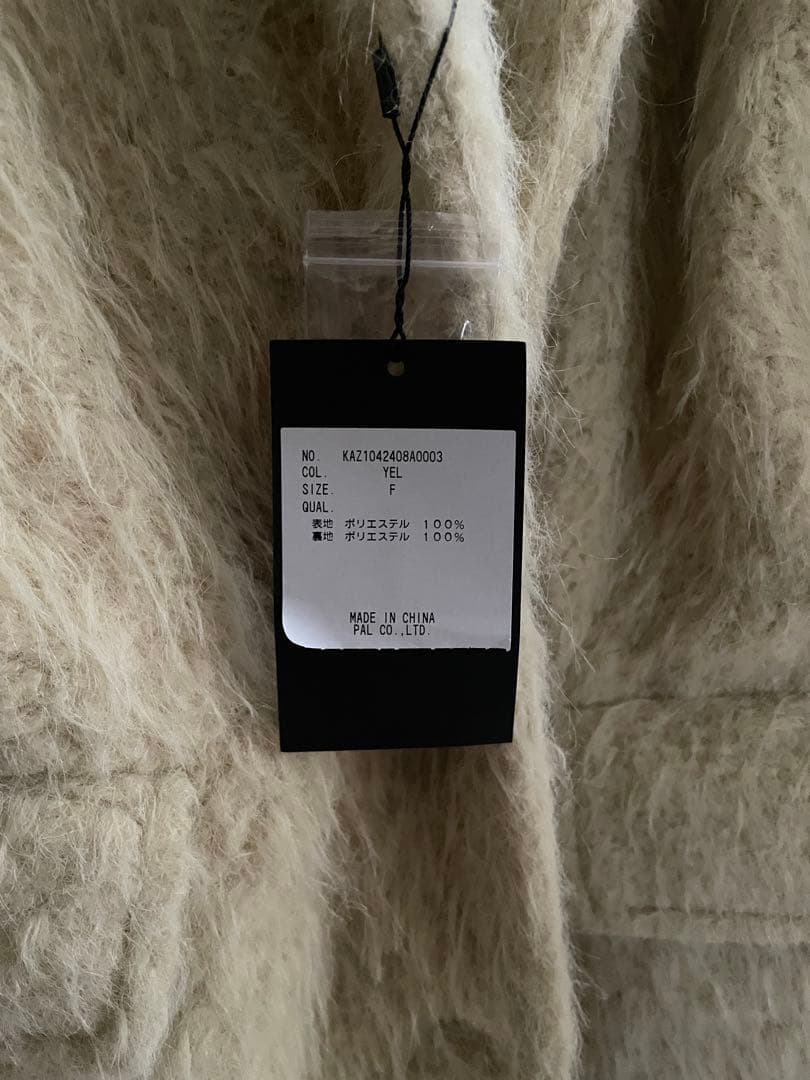 NO. KAZ1042408A0003
COL. YEL
SIZE. F
QUAL.
表地 ポリエステル 100%
裏地 ポリエステル 100%
MADE IN CHINA
PAL CO.,LTD.